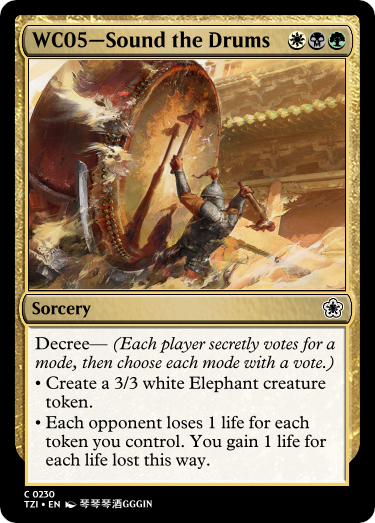 WC05—Sound the Drums
Sorcery
Decree— (Each player secretly votes for a
mode, then choose each mode with a vote.)
• Create a 3/3 white Elephant creature
token.
• Each opponent loses 1 life for each
token you control. You gain 1 life for
each life lost this way.
C 0230
TZI • EN 琴琴琴酒GGGIN